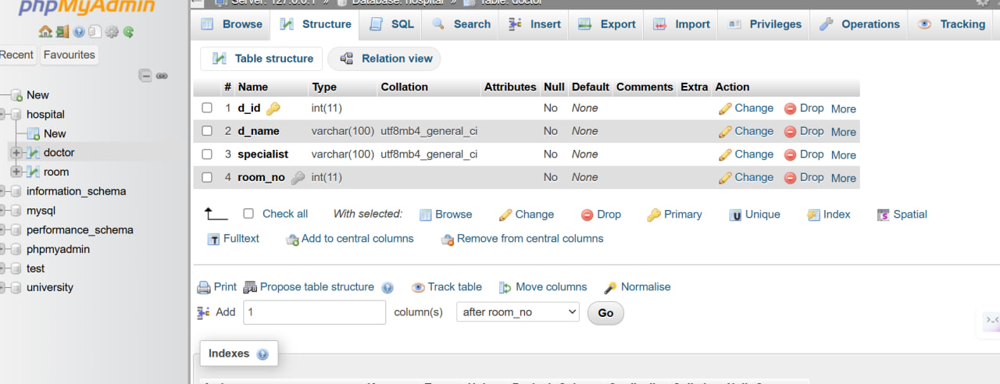 phpMyAdmin
Server: 127.0.0.1 » Database: hospital » Table: doctor
Browse Structure SQL Search Insert Export Import Privileges Operations Tracking
Recent Favourites
Table structure Relation view
# Name Type Collation Attributes Null Default Comments Extra Action
1 d_id int(11) No None Change Drop More
2 d_name varchar(100) utf8mb4_general_ci No None Change Drop More
3 specialist varchar(100) utf8mb4_general_ci No None Change Drop More
4 room_no int(11) No None Change Drop More
New
hospital
New
doctor
room
information_schema
mysql
performance_schema
phpmyadmin
test
university
Check all With selected: Browse Change Drop Primary Unique Index Spatial
Fulltext Add to central columns Remove from central columns
Print Propose table structure Track table Move columns Normalise
Add 1 column(s) after room_no Go
Indexes